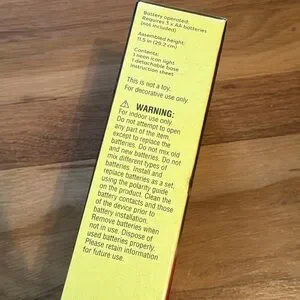 Battery operated.
Requires 3 x AA batteries
(not included)
Assembled height:
11.5 in (29.2 cm)
Contents:
1 neon icon light
1 detachable base
instruction sheet
This is not a toy.
For decorative use only.
⚠ WARNING:
For indoor use only.
Do not attempt to open
any part of the item,
except to replace the
batteries. Do not mix old
and new batteries. Do not
mix different types of
batteries. Install and
replace batteries as a set,
using the polarity guide
on the product. Clean the
battery contacts and those
of the device prior to
battery installation.
Remove batteries when
not in use. Dispose of
used batteries properly.
Please retain information
for future use.